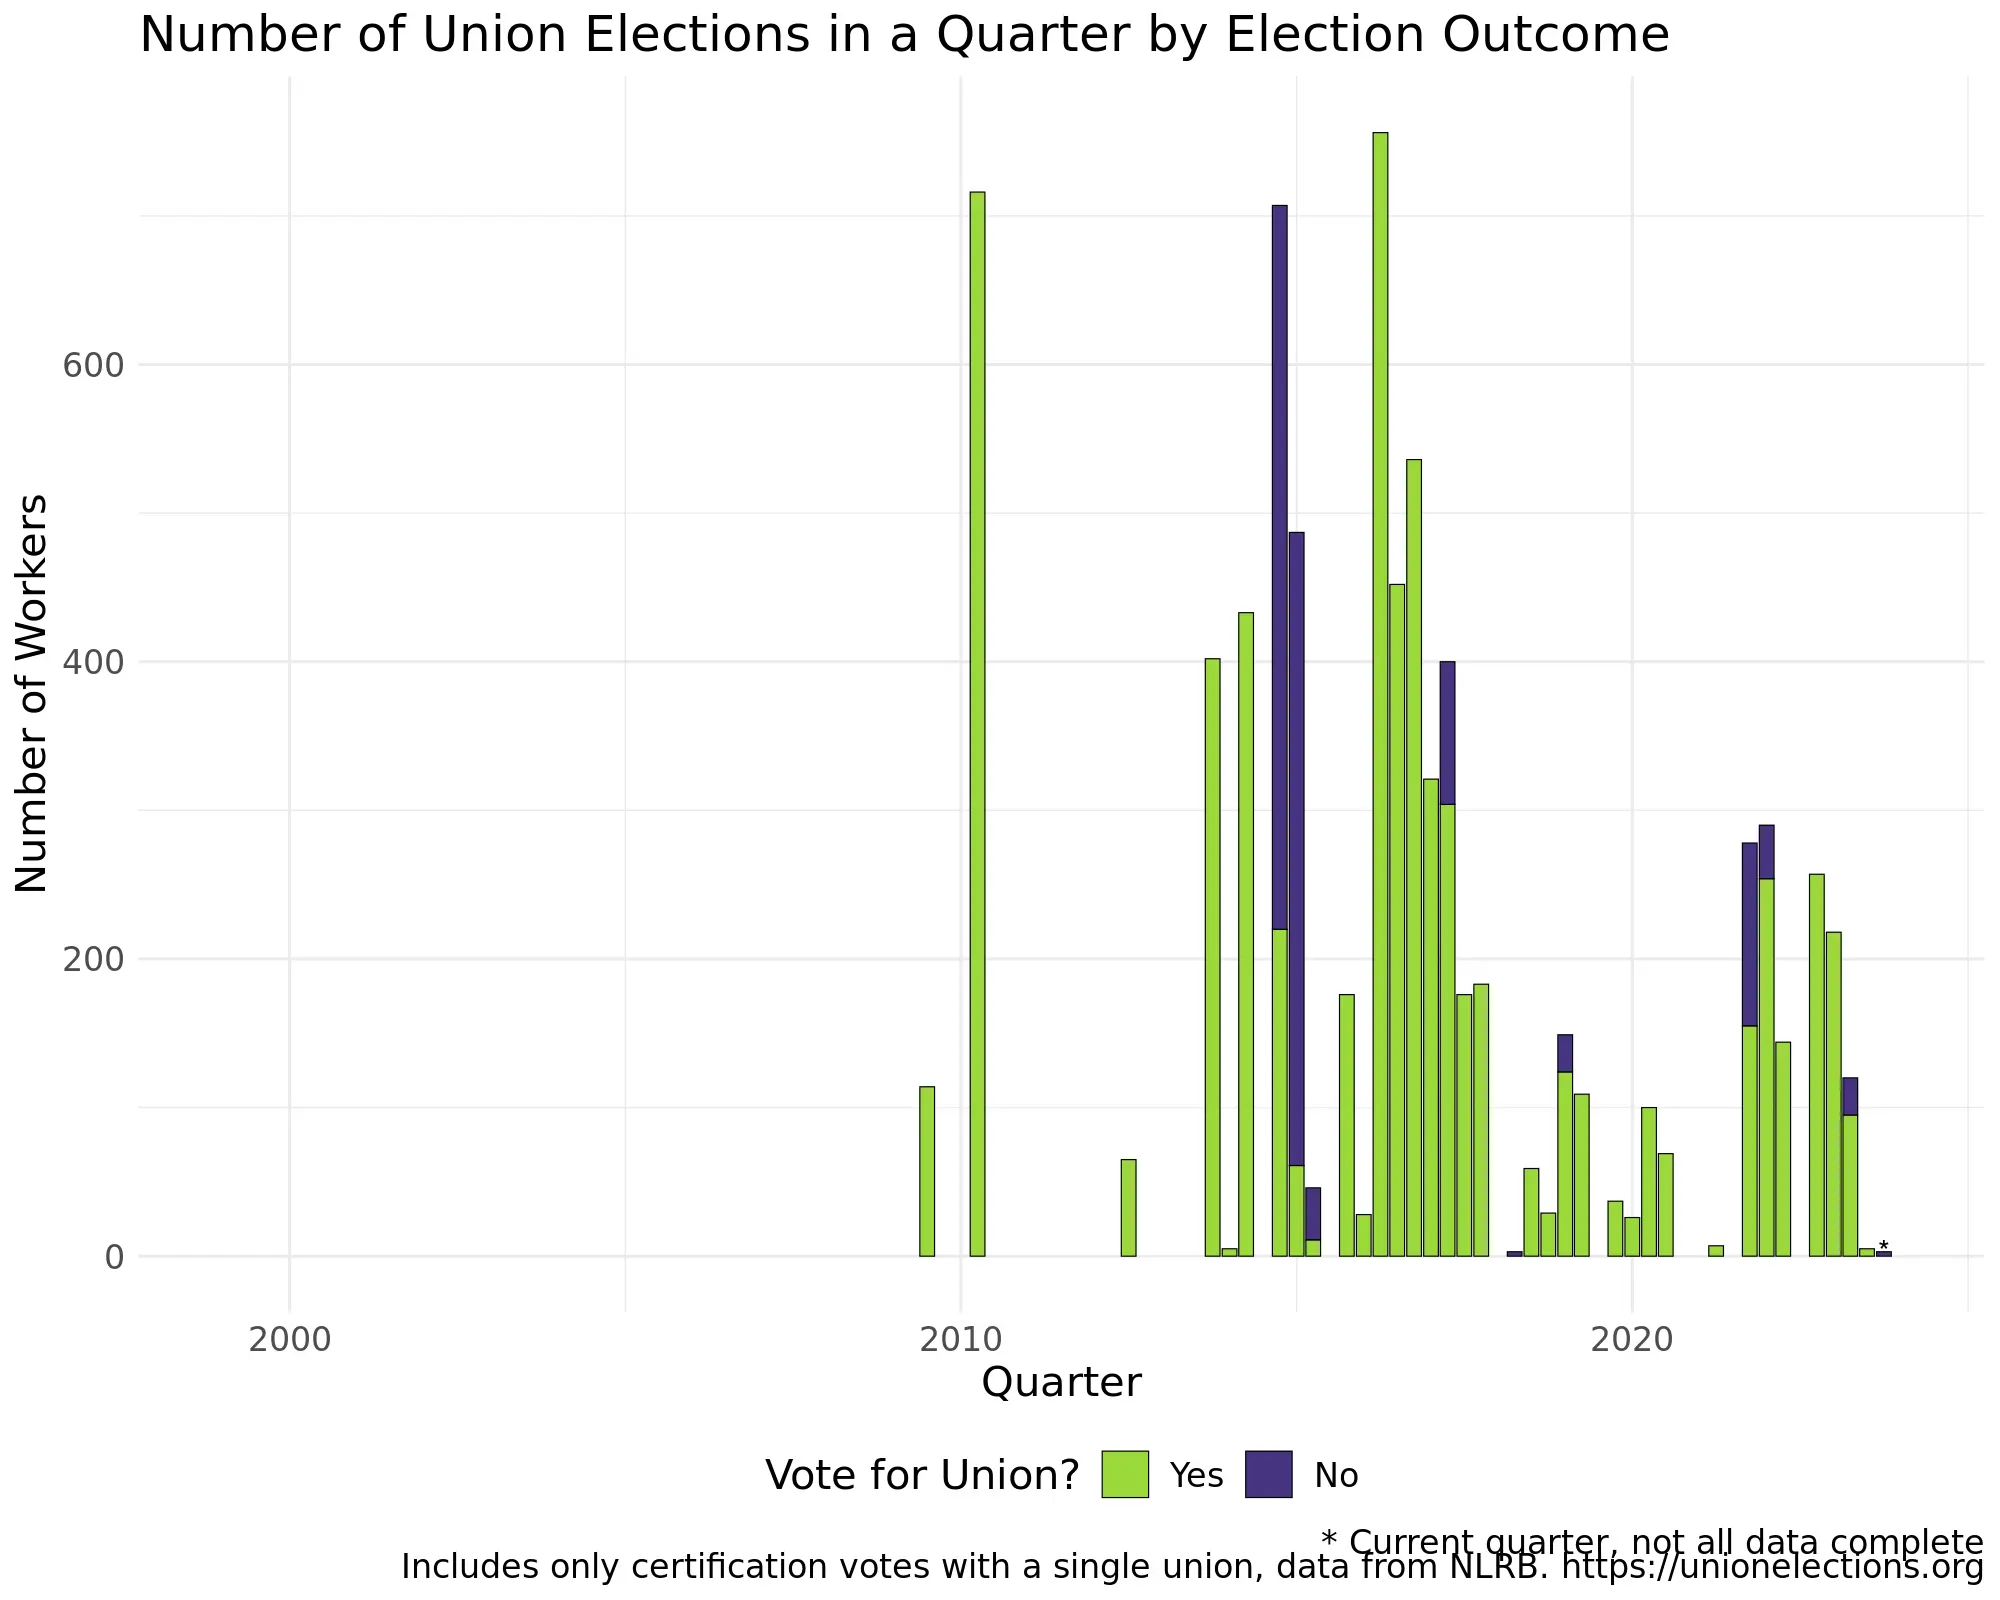 Number of Union Elections in a Quarter by Election Outcome
Number of Workers
600
400
200
0
*
2000 2010 2020
Quarter
Vote for Union? Yes No
* Current quarter, not all data complete
Includes only certification votes with a single union, data from NLRB. https://unionelections.org